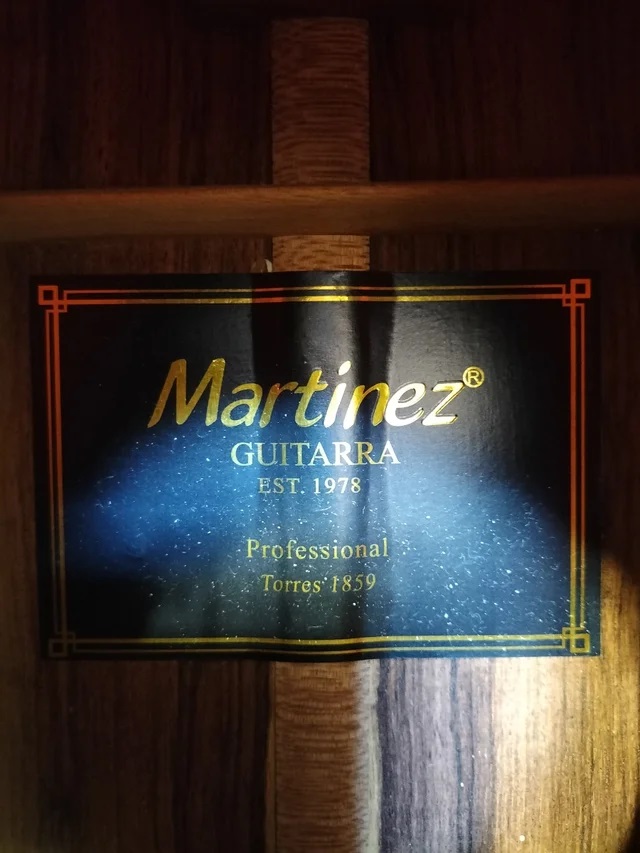 Martinez®
GUITARRA
EST. 1978
Professional
Torres 1859